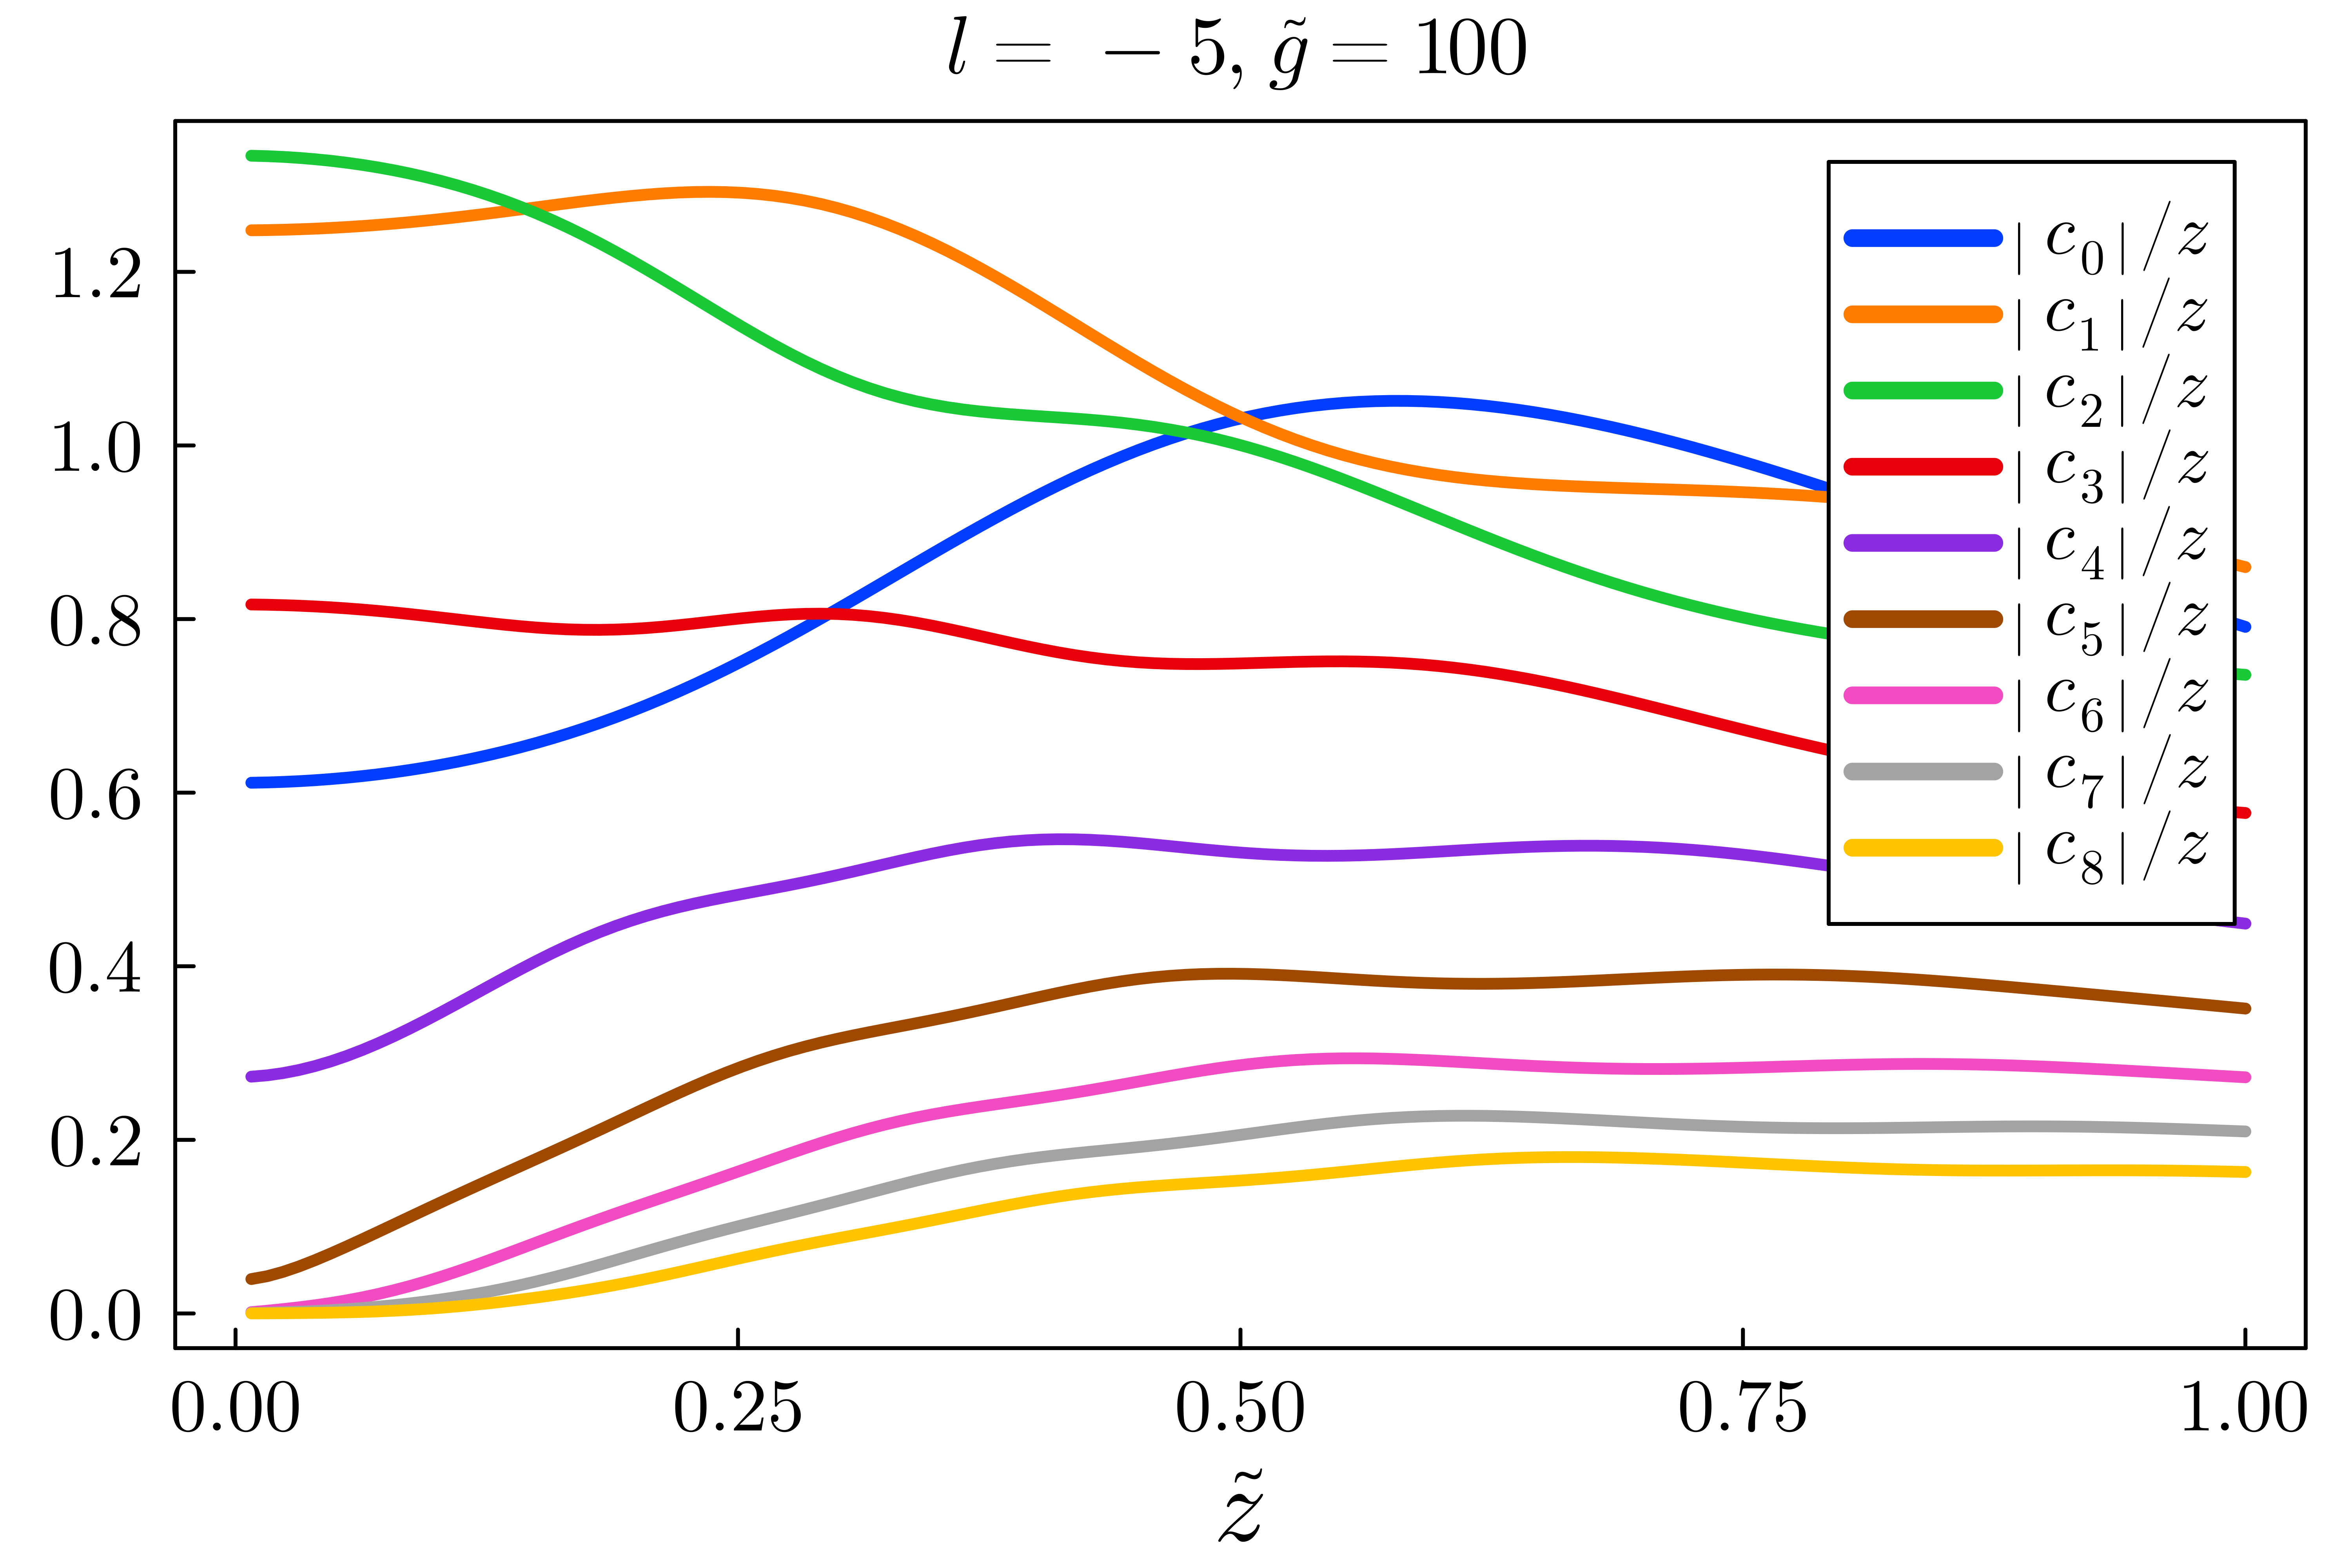 l = − 5, g̃ = 100
1.2
1.0
0.8
0.6
0.4
0.2
0.0
|c₀|/z
|c₁|/z
|c₂|/z
|c₃|/z
|c₄|/z
|c₅|/z
|c₆|/z
|c₇|/z
|c₈|/z
0.00 0.25 0.50 0.75 1.00
z̃